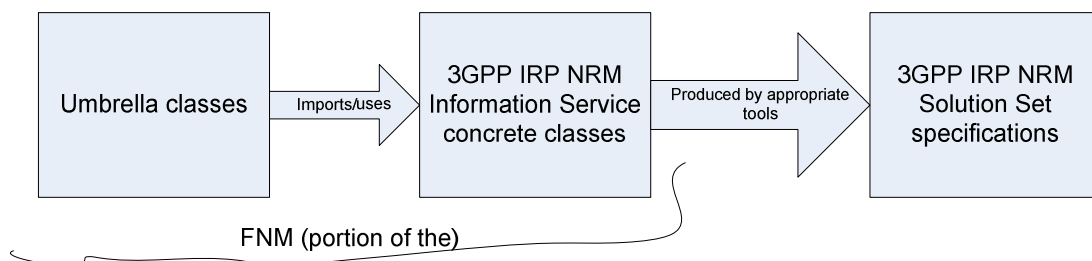 Umbrella classes
Imports/uses
3GPP IRP NRM
Information Service
concrete classes
Produced by appropriate
tools
3GPP IRP NRM
Solution Set
specifications
FNM (portion of the)